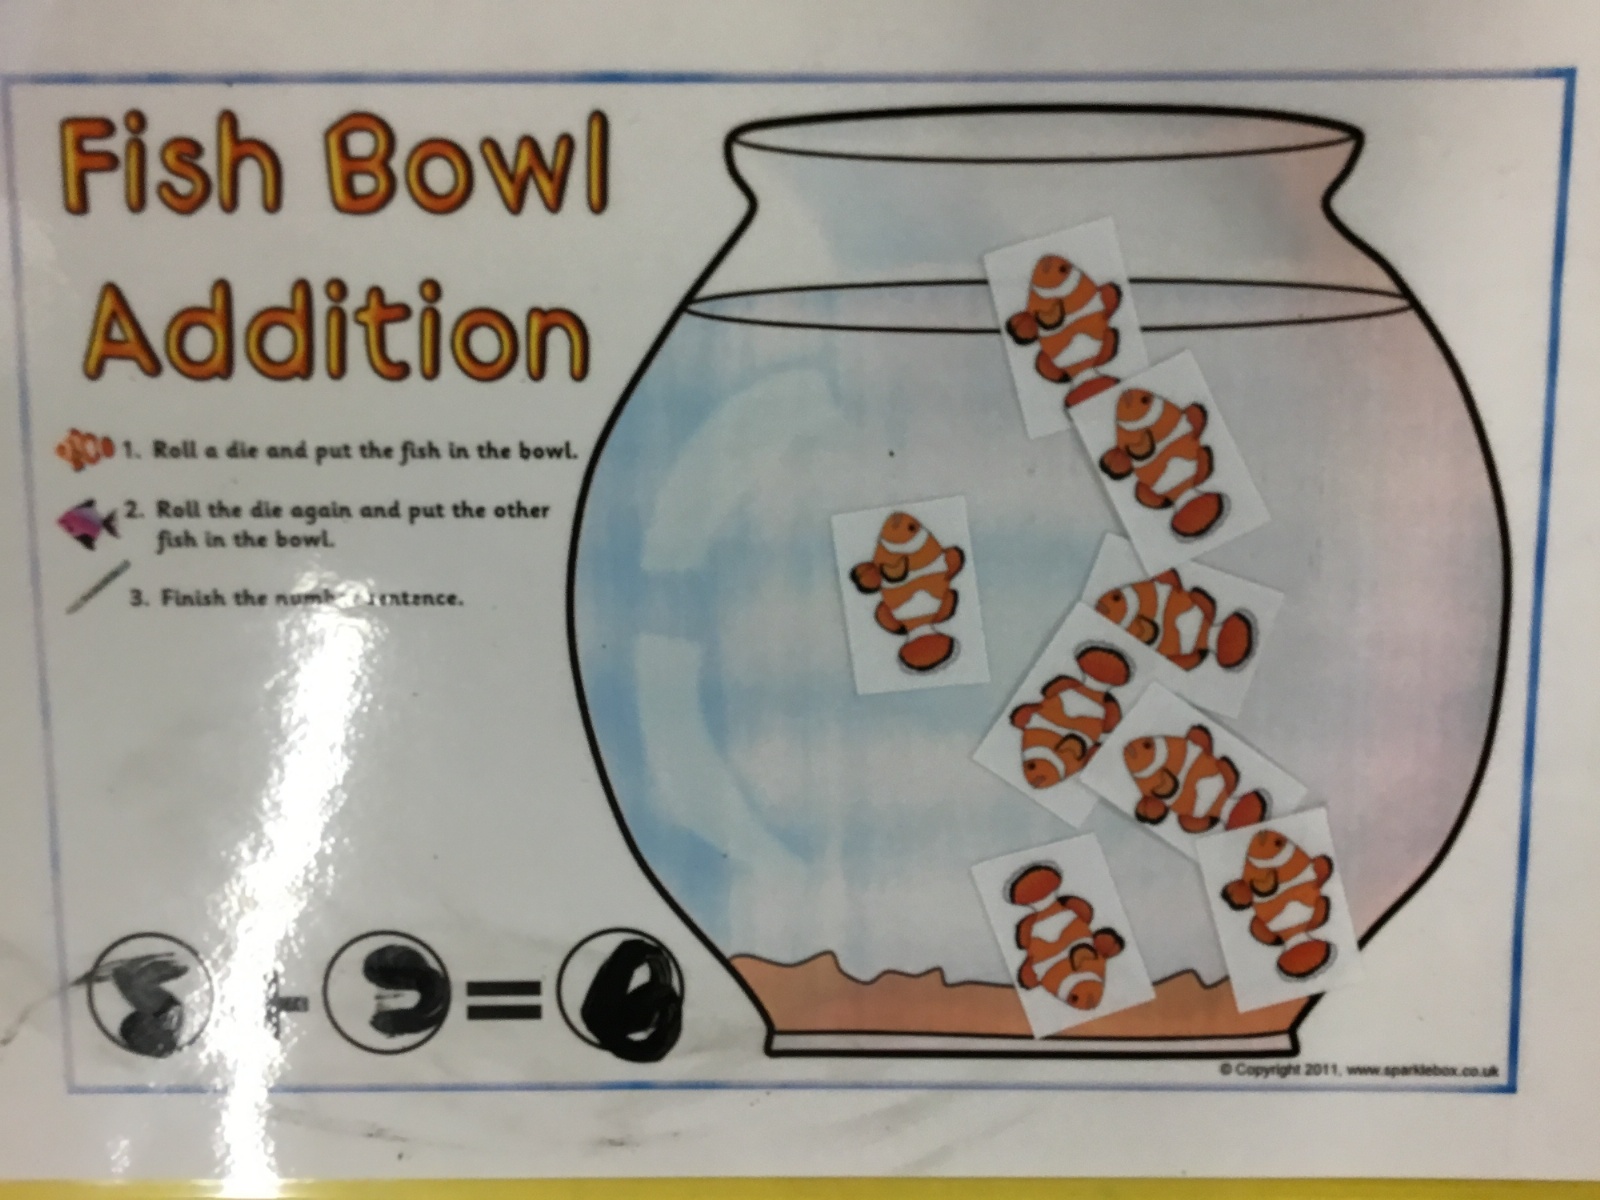 Fish Bowl
Addition
1. Roll a die and put the fish in the bowl.
2. Roll the die again and put the other
fish in the bowl.
3. Finish the
=
© Copyright 2011, www.sparklebox.co.uk